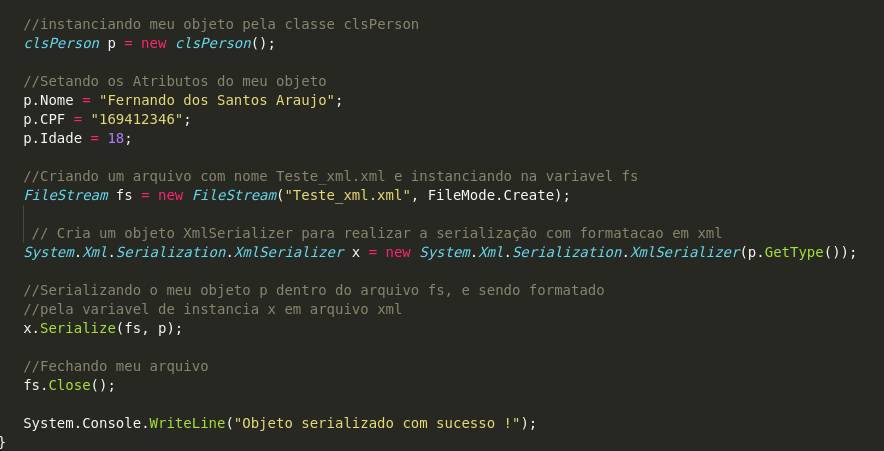 //instanciando meu objeto pela classe clsPerson
clsPerson p = new clsPerson();
//Setando os Atributos do meu objeto
p.Nome = "Fernando dos Santos Araujo";
p.CPF = "169412346";
p.Idade = 18;
//Criando um arquivo com nome Teste_xml.xml e instanciando na variavel fs
FileStream fs = new FileStream("Teste_xml.xml", FileMode.Create);
// Cria um objeto XmlSerializer para realizar a serialização com formatacao em xml
System.Xml.Serialization.XmlSerializer x = new System.Xml.Serialization.XmlSerializer(p.GetType());
//Serializando o meu objeto p dentro do arquivo fs, e sendo formatado
//pela variavel de instancia x em arquivo xml
x.Serialize(fs, p);
//Fechando meu arquivo
fs.Close();
System.Console.WriteLine("Objeto serializado com sucesso !");
}